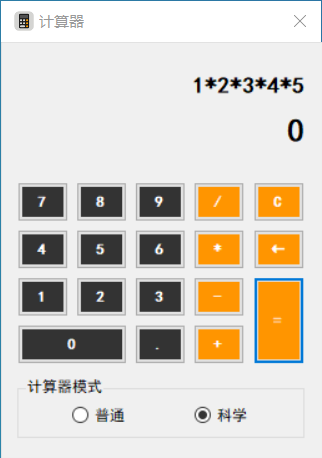 计算器
1*2*3*4*5
0
7 8 9 / C
4 5 6 * ←
1 2 3 - =
0 . +
计算器模式
普通 科学